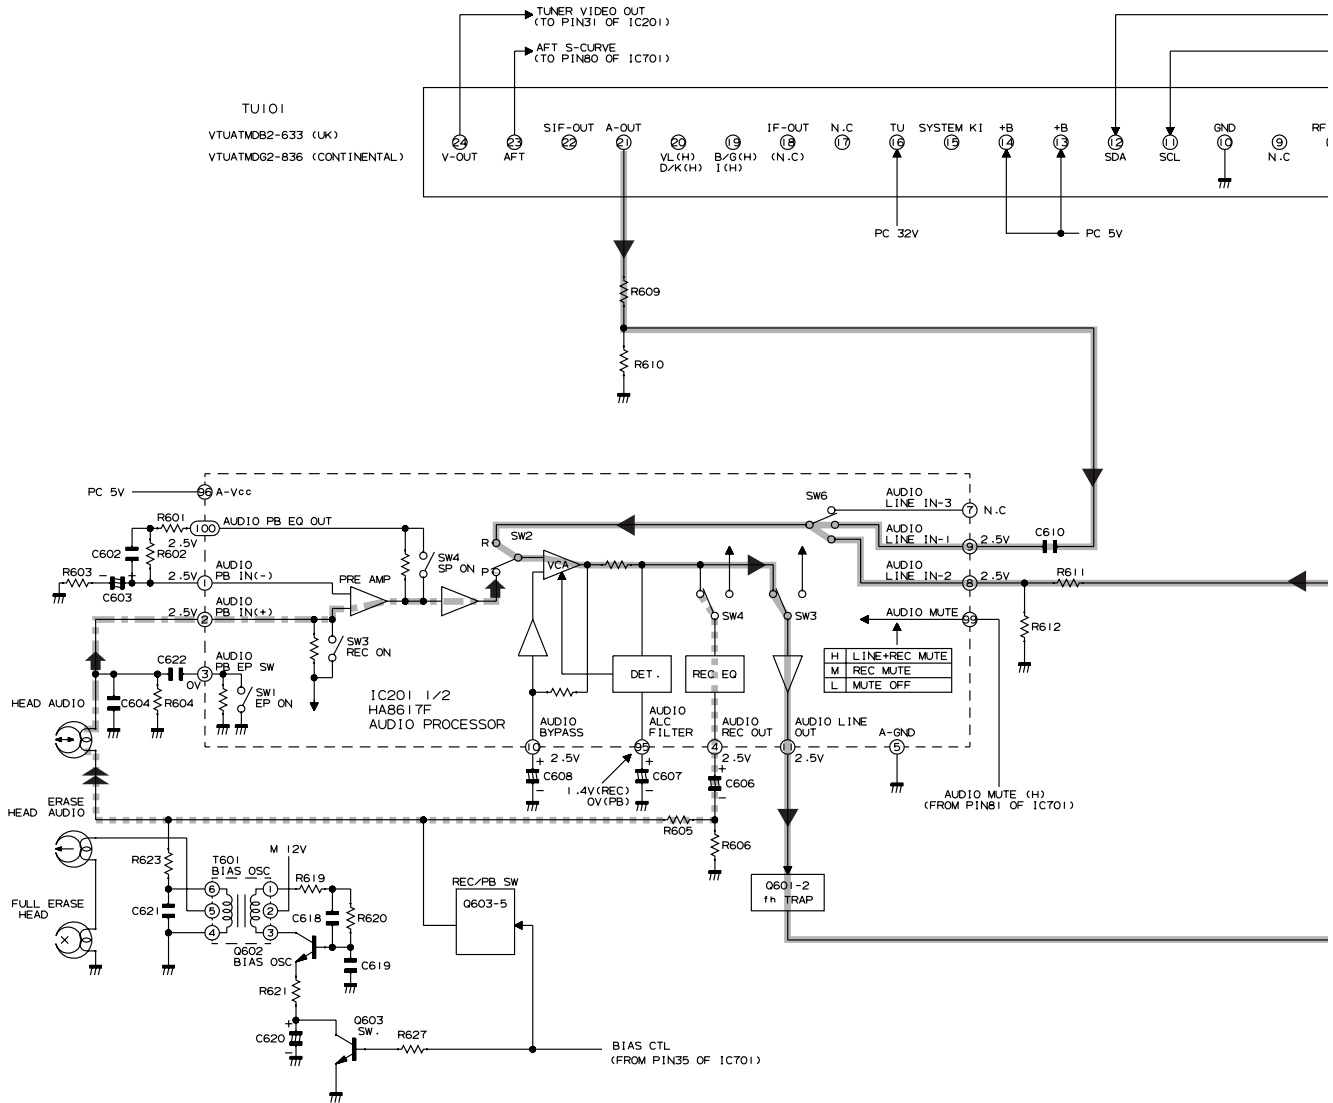 TUNER VIDEO OUT
(TO PIN31 OF IC201)
AFT S-CURVE
(TO PIN80 OF IC701)
TU101
VTUATMDB2-633 (UK)
VTUATMDG2-836 (CONTINENTAL)
SIF-OUT A-OUT IF-OUT N.C TU SYSTEM KI +B +B GND RF
24 23 22 21 20 19 18 17 16 15 14 13 12 11 10 9
V-OUT AFT VL(H) B/G(H) (N.C) SDA SCL N.C
D/K(H) I(H)
PC 32V PC 5V
R609
R610
PC 5V 96 A-Vcc
SW6
AUDIO
LINE IN-3
7 N.C
R601 100 AUDIO PB EQ OUT
2.5V
C602 R602
R SW2
AUDIO
LINE IN-1
9 2.5V C610
SW4
SP ON
R603 + C603
2.5V 1 AUDIO
PB IN(-)
PRE AMP
P VCA
AUDIO
LINE IN-2
8 2.5V R611
2.5V 2 AUDIO
PB IN(+)
SW4 SW3
AUDIO MUTE 99
R612
SW3
REC ON
H LINE+REC MUTE
M REC MUTE
L MUTE OFF
C622 0V 3 AUDIO
PB EP SW
C604 R604
SW1
EP ON
DET. REC EQ
HEAD AUDIO
IC201 1/2
HA8617F
AUDIO PROCESSOR
AUDIO
BYPASS
AUDIO
ALC
FILTER
AUDIO
REC OUT
AUDIO LINE
OUT
A-GND
10 2.5V 95 4 2.5V 11 2.5V 5
+ C608 -
+ C607 -
+ C606 -
1.4V(REC)
0V(PB)
AUDIO MUTE (H)
(FROM PIN81 OF IC701)
ERASE
HEAD AUDIO
R605
R606
R623
T601
BIAS OSC
M 12V
6 5 4 1 2 3
R619
C618 R620
REC/PB SW
Q603-5
Q601-2
fh TRAP
FULL ERASE
HEAD
C621
Q602
BIAS OSC
C619
R621
+ C620 -
Q603
SW.
R627
BIAS CTL
(FROM PIN35 OF IC701)